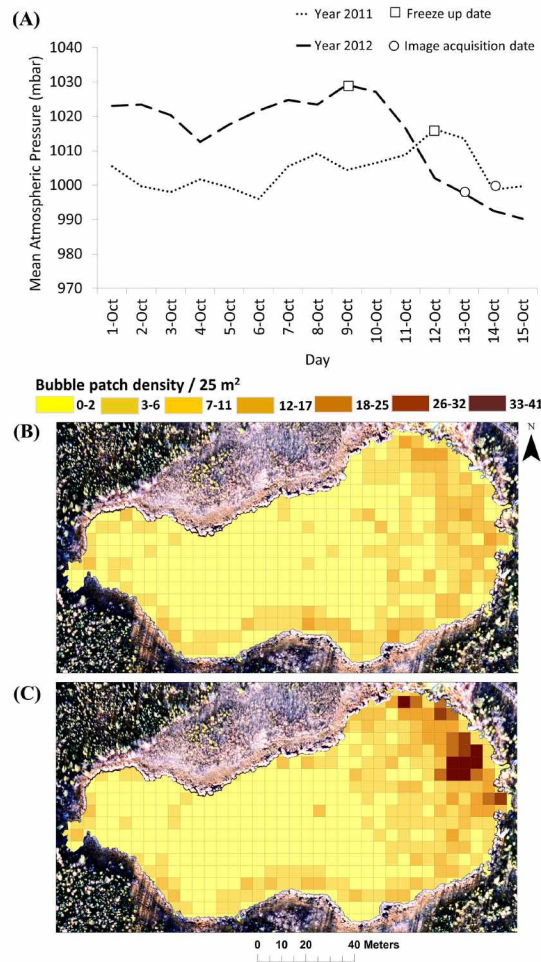 (A)
Year 2011 Freeze up date
Year 2012 Image acquisition date
Mean Atmospheric Pressure (mbar)
1040
1030
1020
1010
1000
990
980
970
1-Oct 2-Oct 3-Oct 4-Oct 5-Oct 6-Oct 7-Oct 8-Oct 9-Oct 10-Oct 11-Oct 12-Oct 13-Oct 14-Oct 15-Oct
Day
Bubble patch density / 25 m²
0-2 3-6 7-11 12-17 18-25 26-32 33-41
(B)
N
(C)
0 10 20 40 Meters